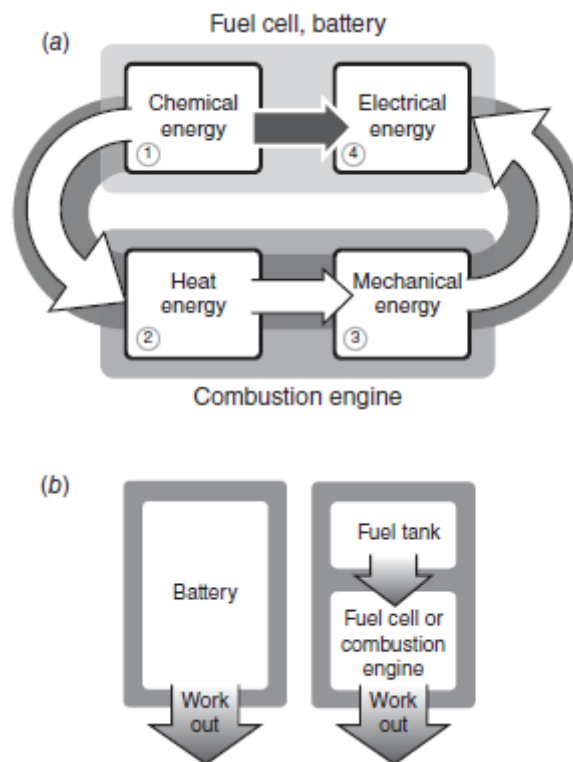 (a)
Fuel cell, battery
Chemical
energy
1
Electrical
energy
4
Heat
energy
2
Mechanical
energy
3
Combustion engine
(b)
Battery
Work
out
Fuel tank
Fuel cell or
combustion
engine
Work
out